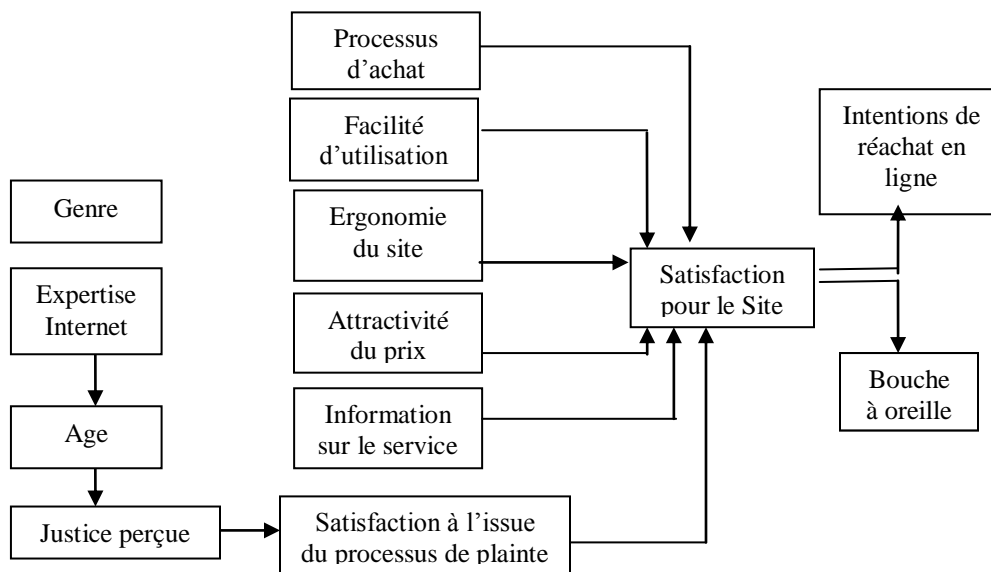 Processus
d'achat
Facilité
d'utilisation
Ergonomie
du site
Attractivité
du prix
Information
sur le service
Satisfaction à l'issue
du processus de plainte
Genre
Expertise
Internet
Age
Justice perçue
Satisfaction
pour le Site
Intentions de
réachat en
ligne
Bouche
à oreille